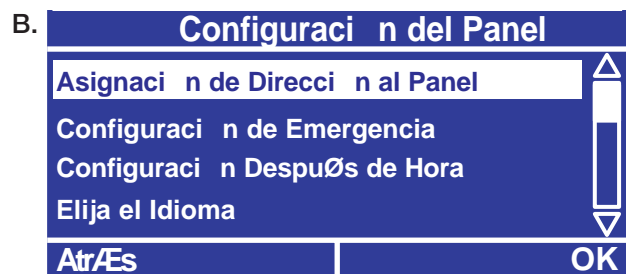 B.
Configuraci n del Panel
Asignaci n de Direcci n al Panel
Configuraci n de Emergencia
Configuraci n DespuØs de Hora
Elija el Idioma
AtrÆs OK